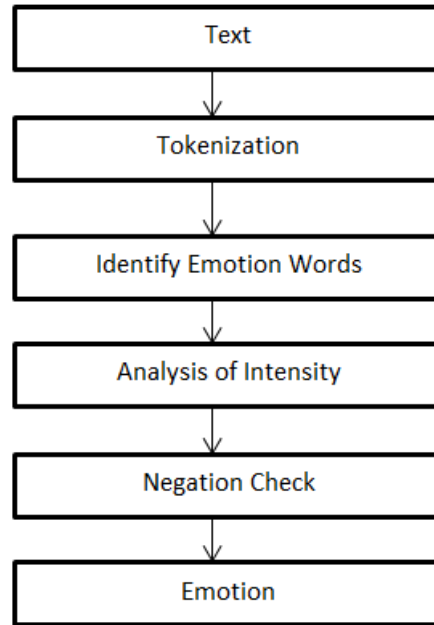 Text
Tokenization
Identify Emotion Words
Analysis of Intensity
Negation Check
Emotion